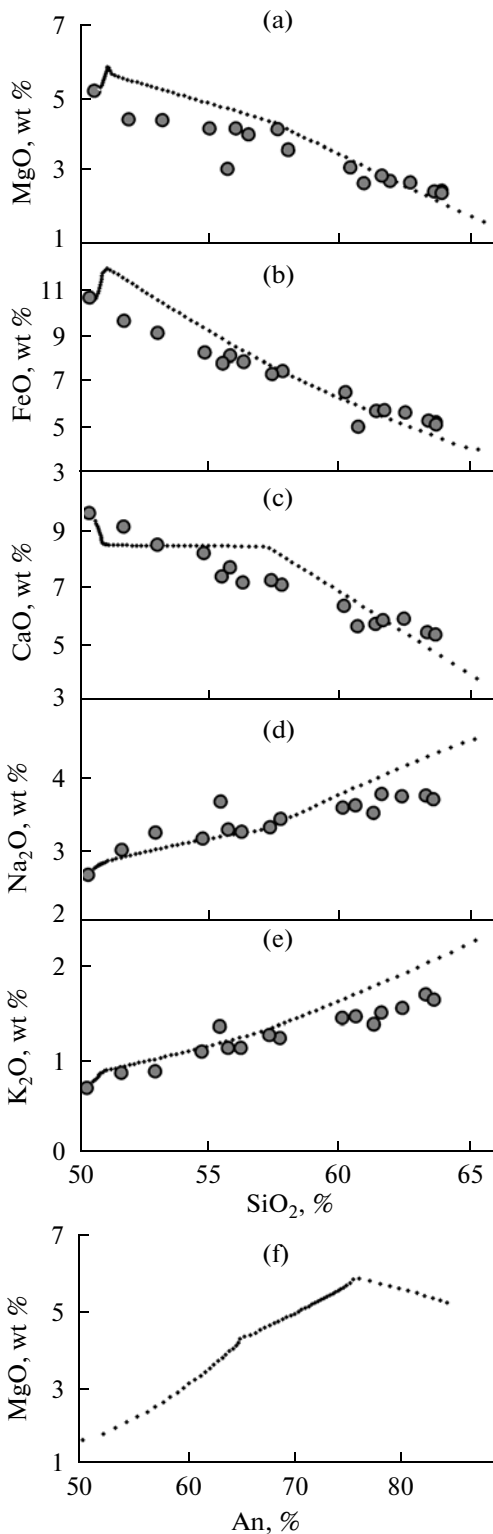 (a)
7
5
3
1
MgO, wt %
(b)
11
9
7
5
3
FeO, wt %
(c)
9
7
5
3
CaO, wt %
(d)
4
3
2
Na₂O, wt %
(e)
2
1
0
K₂O, wt %
50 55 60 65
SiO₂, %
(f)
7
5
3
1
MgO, wt %
50 60 70 80
An, %